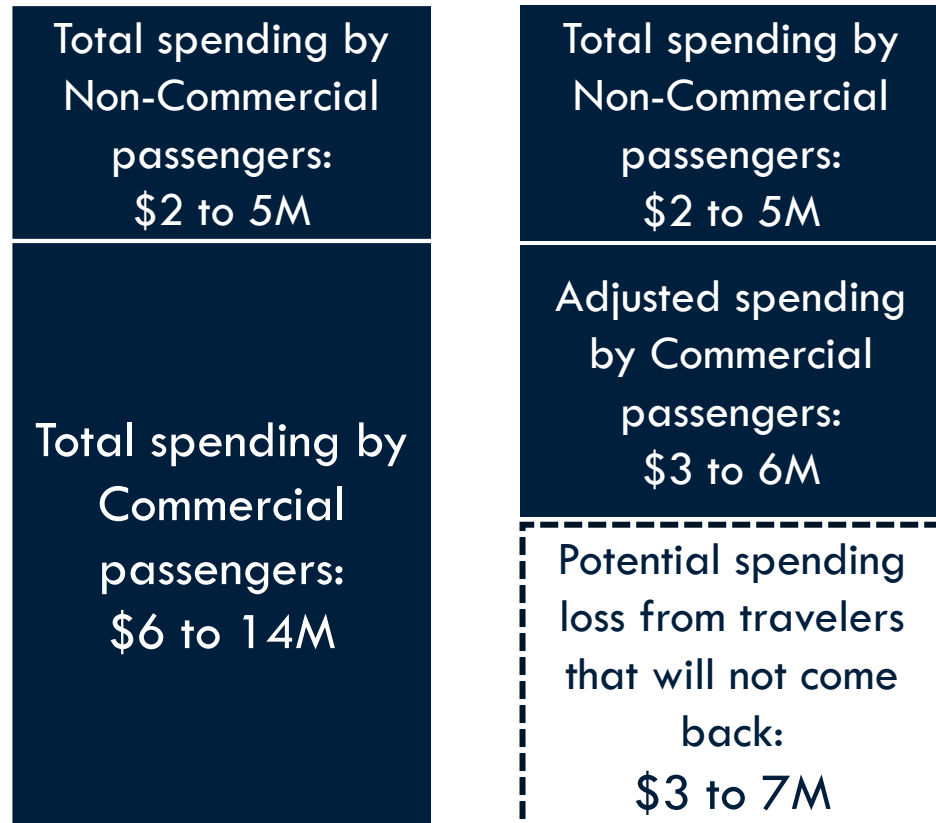 Total spending by
Non-Commercial
passengers:
$2 to 5M
Total spending by
Commercial
passengers:
$6 to 14M
Total spending by
Non-Commercial
passengers:
$2 to 5M
Adjusted spending
by Commercial
passengers:
$3 to 6M
Potential spending
loss from travelers
that will not come
back:
$3 to 7M